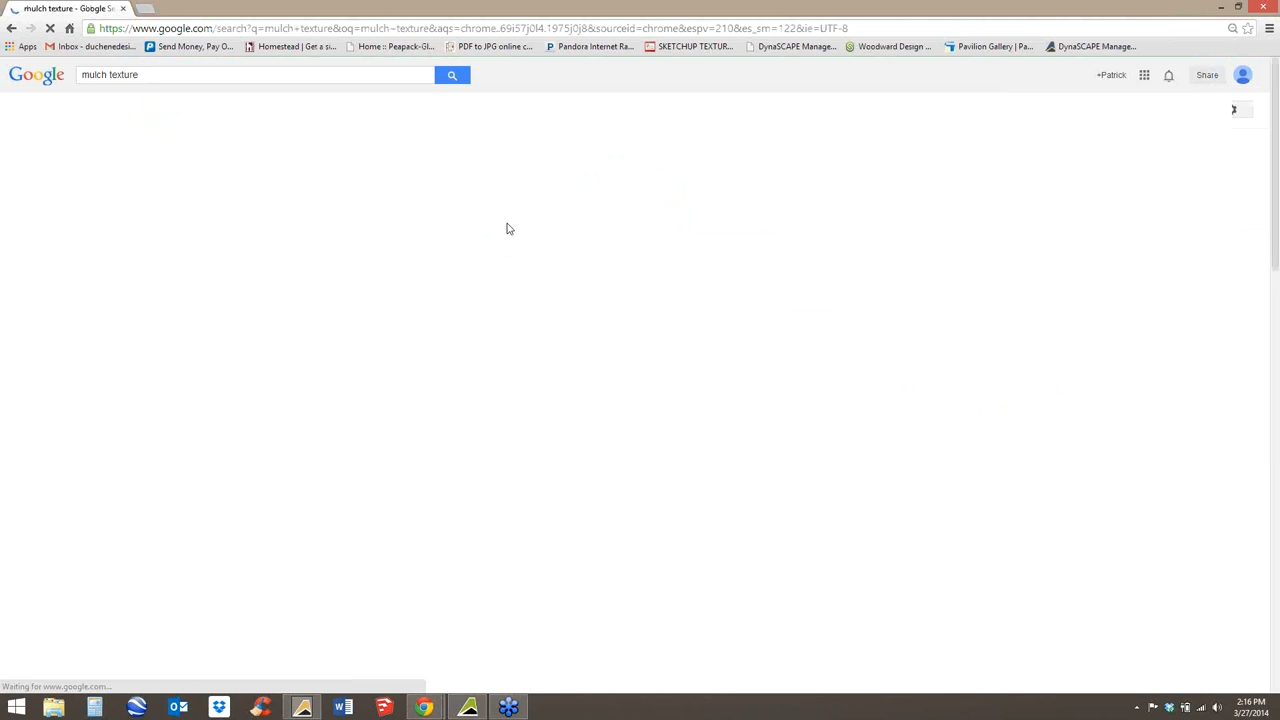 mulch texture - Google Se
https://www.google.com/search?q=mulch+texture&oq=mulch+texture&aqs=chrome..69i57j0l4.1975j0j8&sourceid=chrome&espv=210&es_sm=122&ie=UTF-8
Apps Inbox - duchenedesi... Send Money, Pay O... Homestead | Get a si... Home :: Peapack-Gl... PDF to JPG online c... Pandora Internet Ra... SKETCHUP TEXTUR... DynaSCAPE Manage... Woodward Design ... Pavilion Gallery | Pa... DynaSCAPE Manage...
Google mulch texture +Patrick Share
Waiting for www.google.com...
2:16 PM
3/27/2014